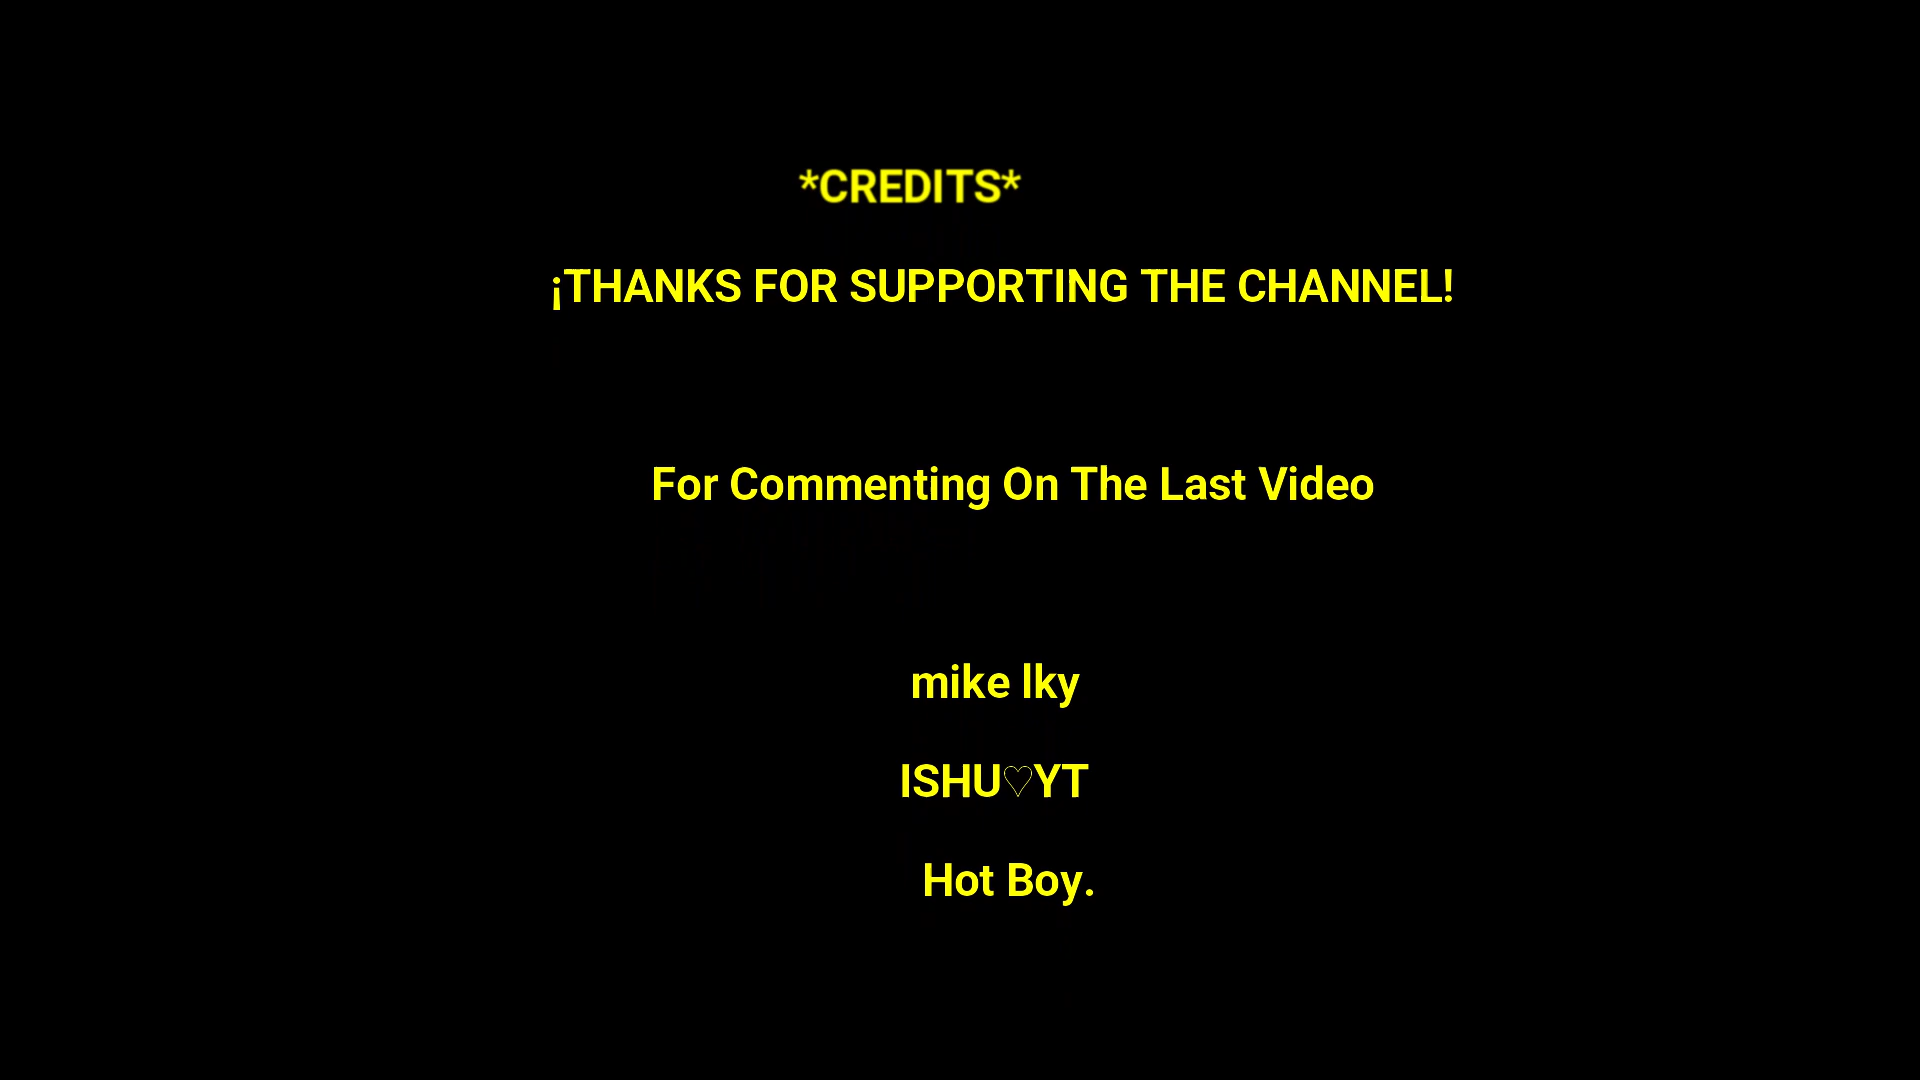 *CREDITS*
¡THANKS FOR SUPPORTING THE CHANNEL!
For Commenting On The Last Video
mike lky
ISHU♡YT
Hot Boy.